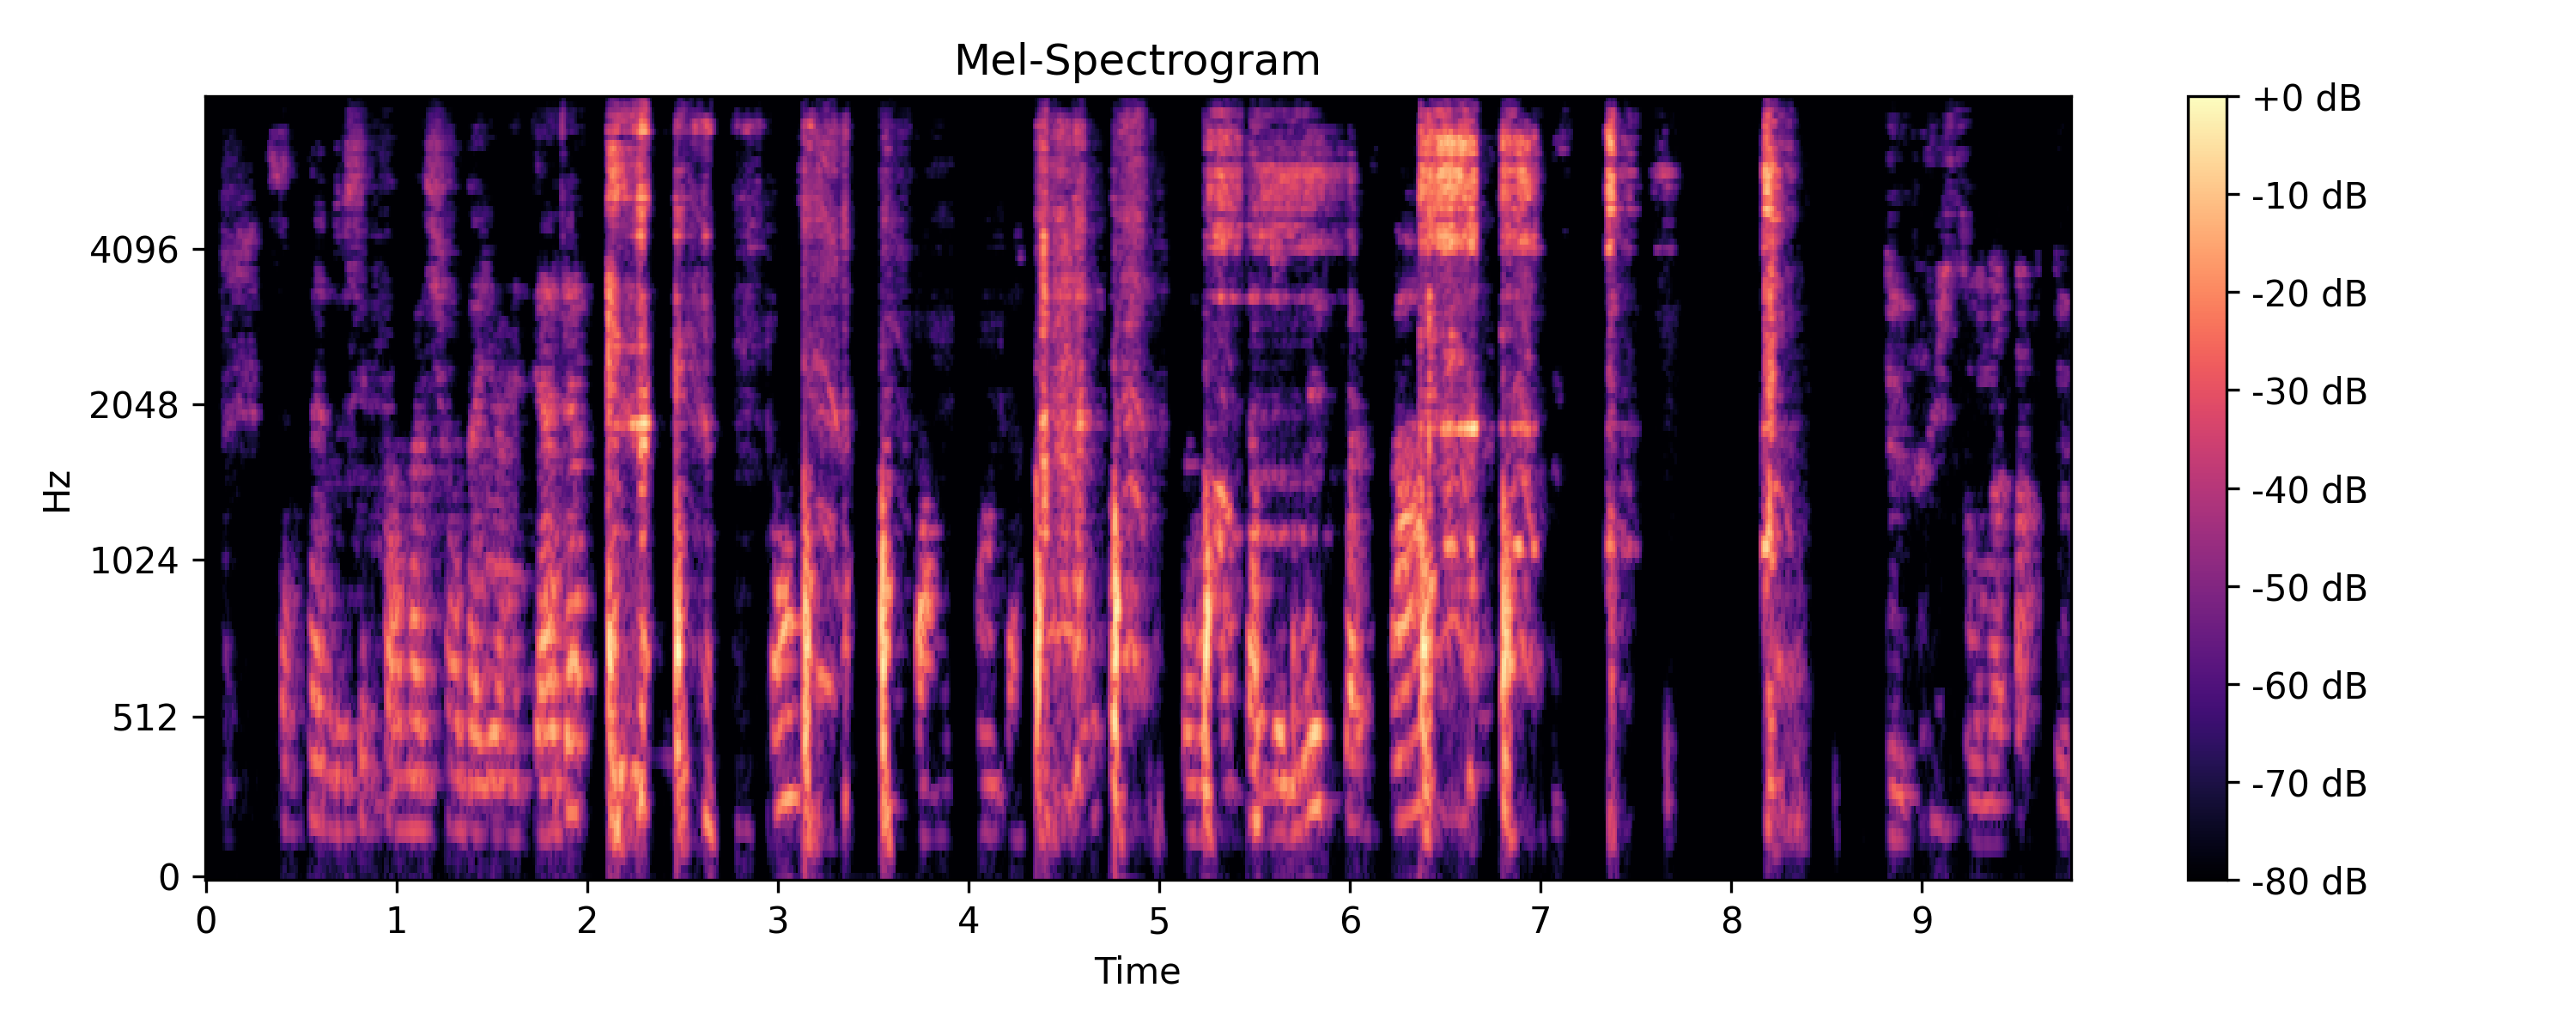 Mel-Spectrogram
+0 dB
-10 dB
-20 dB
-30 dB
-40 dB
-50 dB
-60 dB
-70 dB
-80 dB
Hz
4096
2048
1024
512
0
0 1 2 3 4 5 6 7 8 9
Time